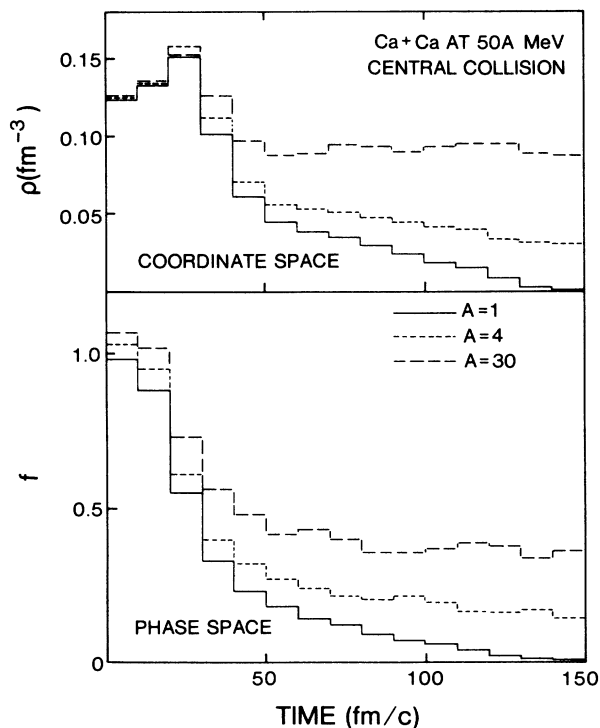 Ca+Ca AT 50A MeV
CENTRAL COLLISION
0.15
0.10
0.05
ρ(fm⁻³)
COORDINATE SPACE
A=1
A=4
A=30
1.0
0.5
0
f
PHASE SPACE
50
100
150
TIME (fm/c)